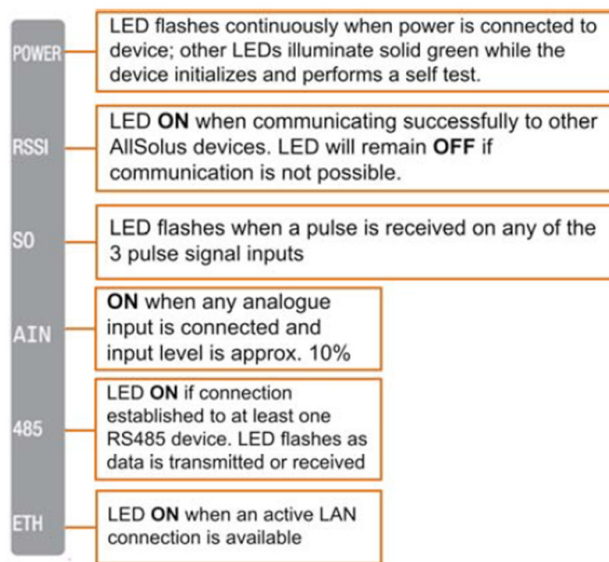 POWER
LED flashes continuously when power is connected to
device; other LEDs illuminate solid green while the
device initializes and performs a self test.
RSSI
LED ON when communicating successfully to other
AllSolus devices. LED will remain OFF if
communication is not possible.
SO
LED flashes when a pulse is received on any of the
3 pulse signal inputs
AIN
ON when any analogue
input is connected and
input level is approx. 10%
485
LED ON if connection
established to at least one
RS485 device. LED flashes as
data is transmitted or received
ETH
LED ON when an active LAN
connection is available